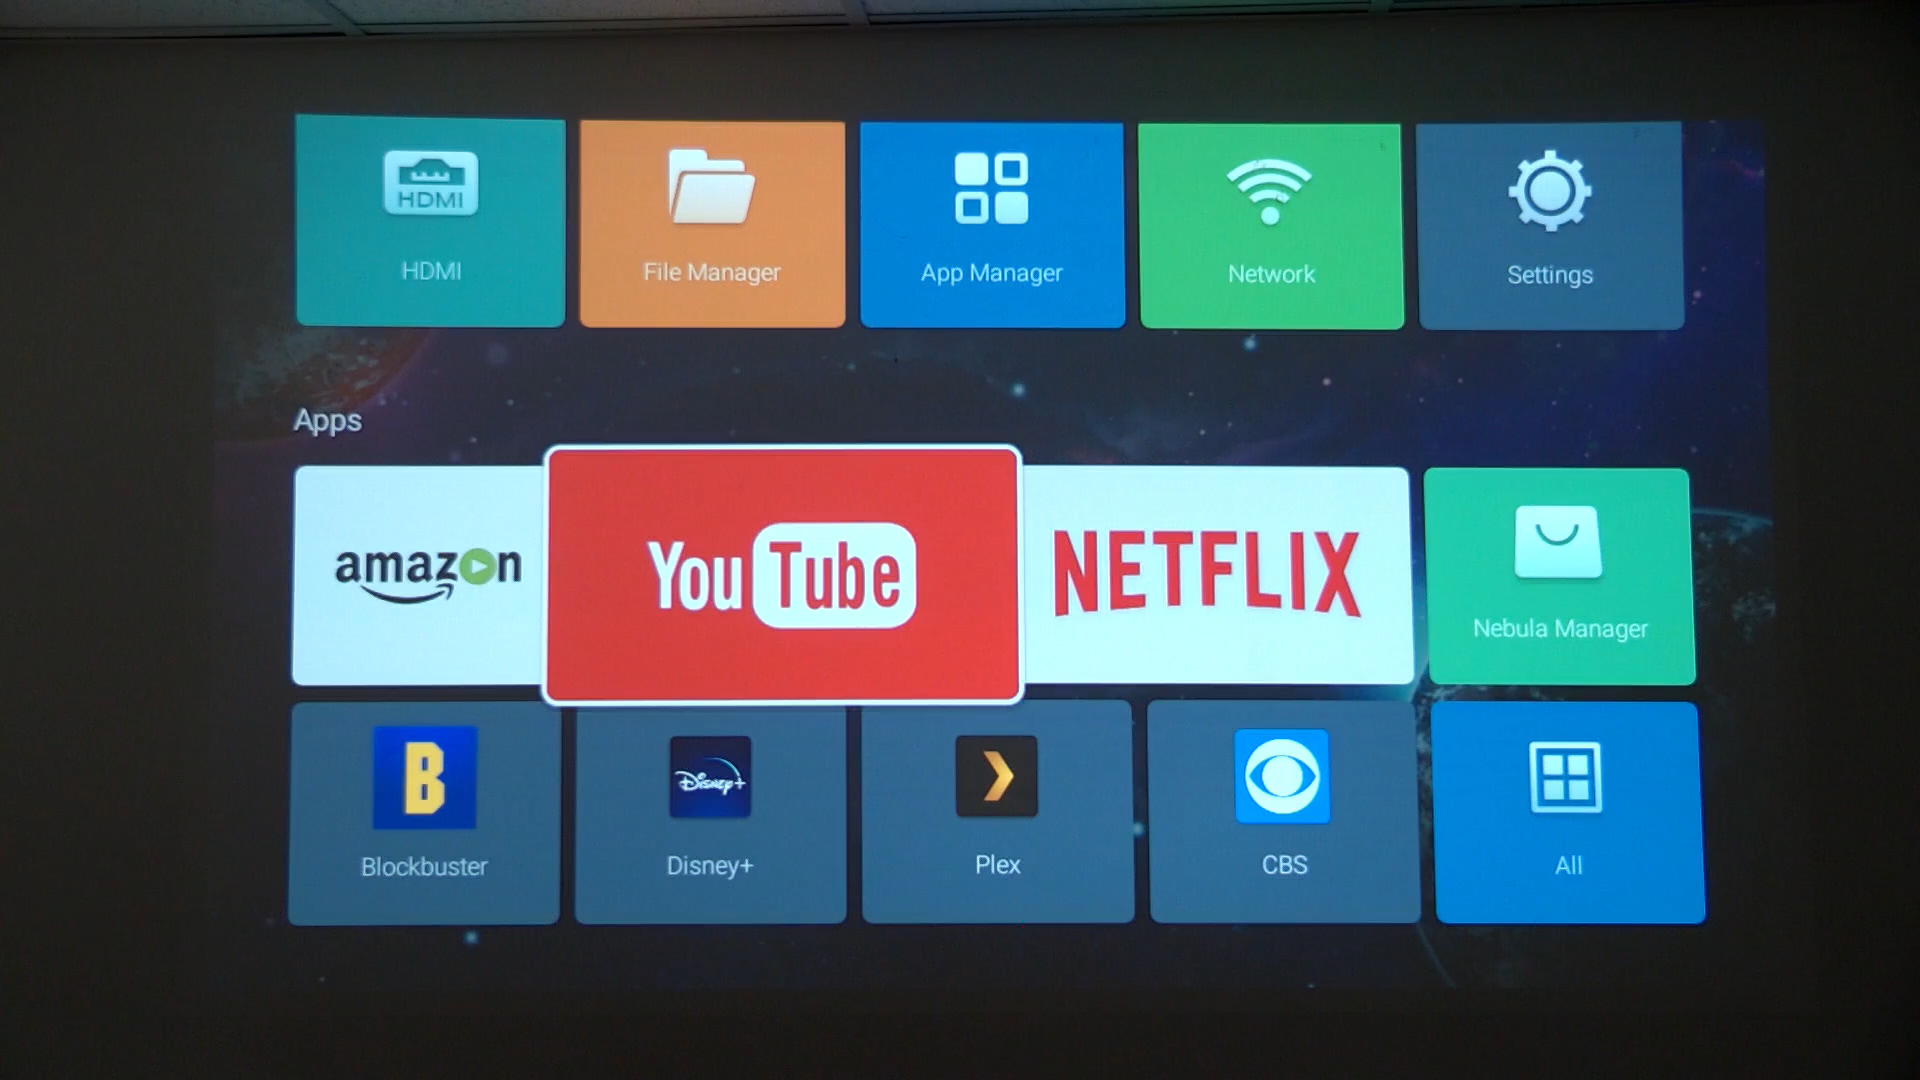 HDMI
HDMI
File Manager
App Manager
Network
Settings
Apps
amazon
YouTube
NETFLIX
Nebula Manager
B
Blockbuster
Disney+
Disney+
Plex
CBS
All